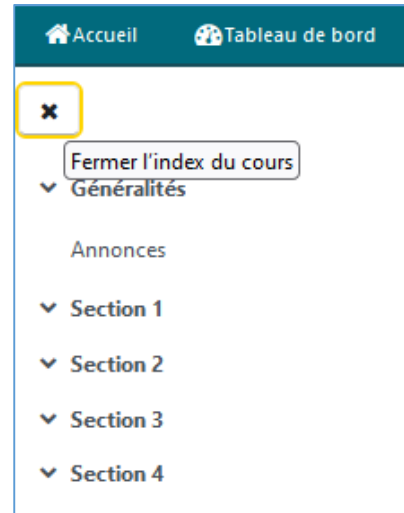 Accueil Tableau de bord
Fermer l'index du cours
Généralités
Annonces
Section 1
Section 2
Section 3
Section 4